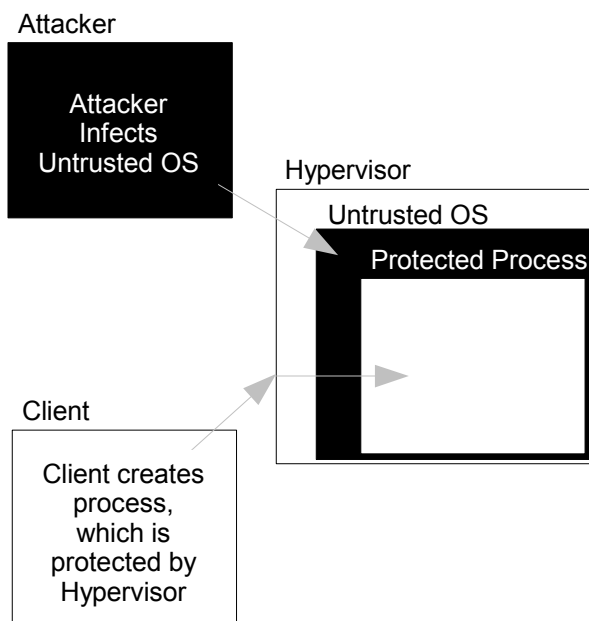 Attacker
Attacker
Infects
Untrusted OS
Hypervisor
Untrusted OS
Protected Process
Client
Client creates
process,
which is
protected by
Hypervisor